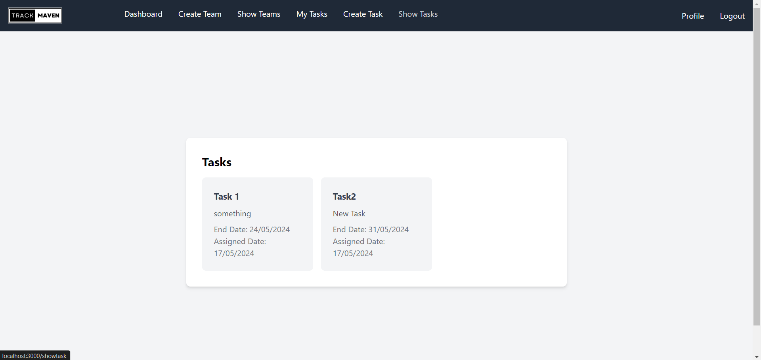 TRACK MAVEN
Dashboard Create Team Show Teams My Tasks Create Task Show Tasks Profile Logout
Tasks
Task 1
something
End Date: 24/05/2024
Assigned Date:
17/05/2024
Task2
New Task
End Date: 31/05/2024
Assigned Date:
17/05/2024
localhost:3000/showtask